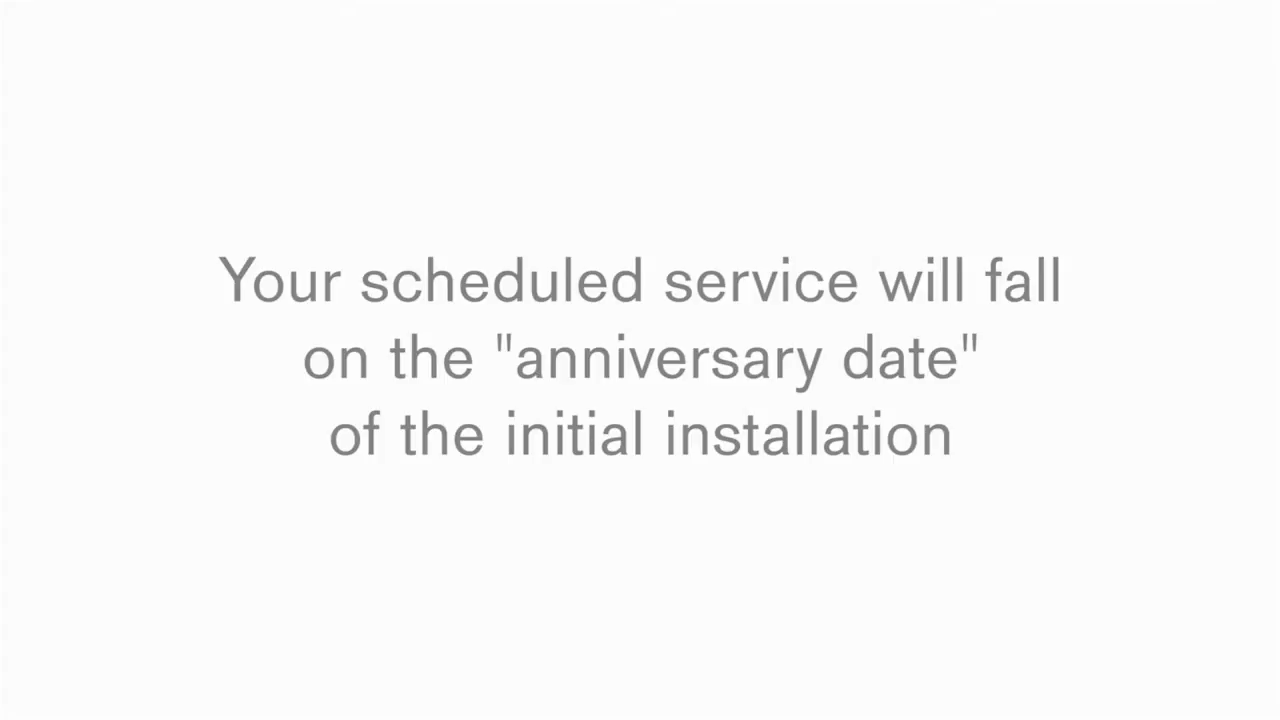 Your scheduled service will fall
on the "anniversary date"
of the initial installation